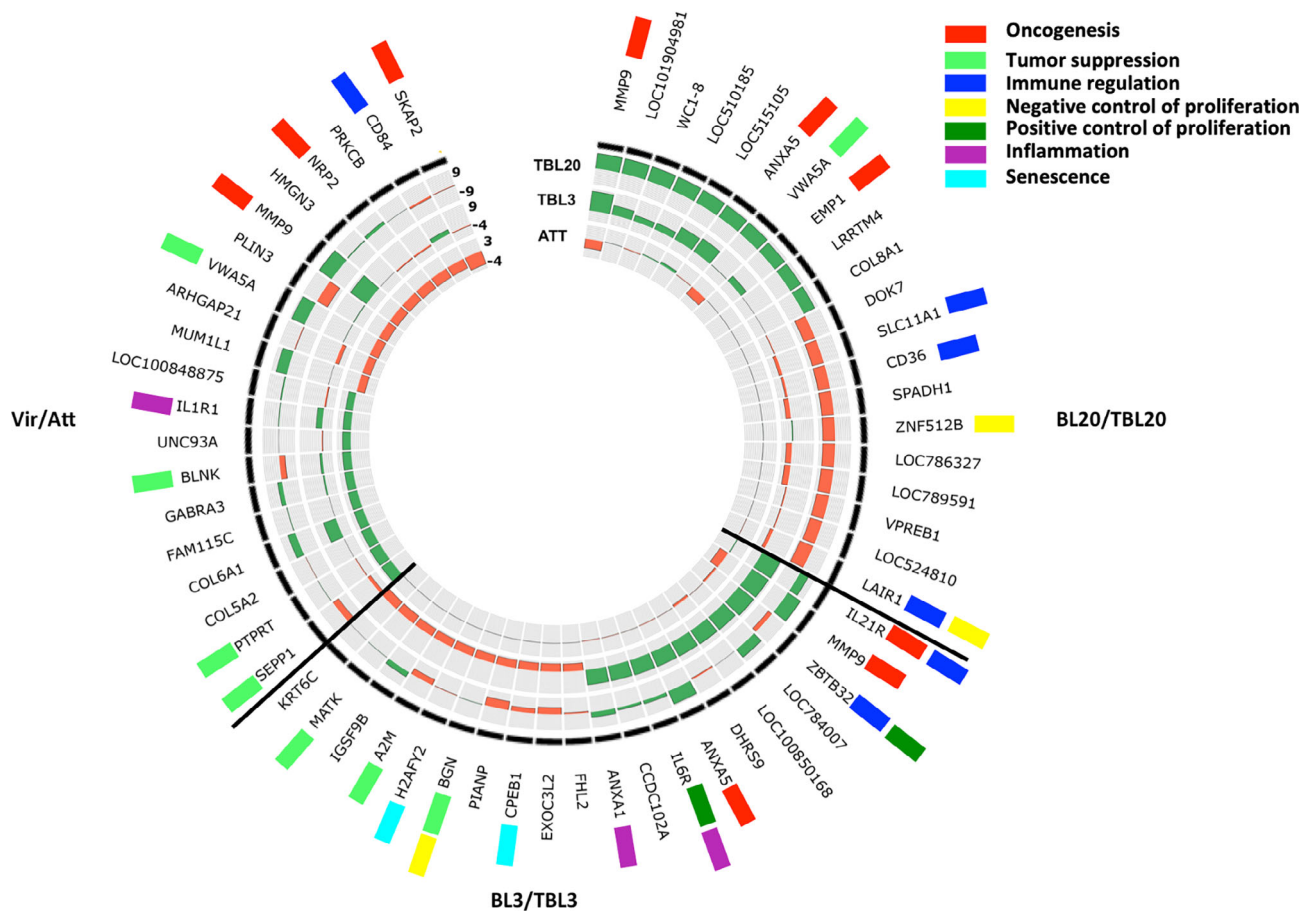 Oncogenesis
Tumor suppression
Immune regulation
Negative control of proliferation
Positive control of proliferation
Inflammation
Senescence
TBL20
TBL3
ATT
9
-9
9
-4
3
-4
MMP9
LOC101904981
WC1-8
LOC510185
LOC515105
ANXA5
VWA5A
EMP1
LRRTM4
COL8A1
DOK7
SLC11A1
CD36
SPADH1
ZNF512B
LOC786327
LOC789591
VPREB1
LOC524810
LAIR1
BL20/TBL20
IL21R
MMP9
ZBTB32
LOC784007
LOC100850168
DHRS9
ANXA5
IL6R
CCDC102A
ANXA1
FHL2
EXOC3L2
CPEB1
PIANP
BGN
H2AFY2
A2M
IGSF9B
MATK
KRT6C
BL3/TBL3
SEPP1
PTPRT
COL5A2
COL6A1
FAM115C
GABRA3
BLNK
UNC93A
IL1R1
LOC100848875
MUM1L1
ARHGAP21
VWA5A
PLIN3
MMP9
HMGN3
NRP2
PRKCB
CD84
SKAP2
Vir/Att